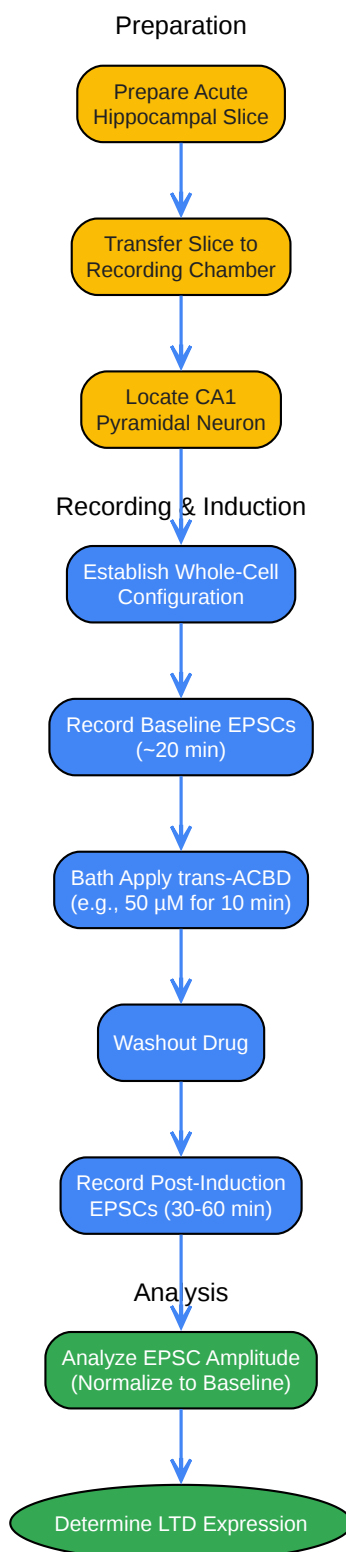 Preparation
Prepare Acute
Hippocampal Slice
Transfer Slice to
Recording Chamber
Locate CA1
Pyramidal Neuron
Recording & Induction
Establish Whole-Cell
Configuration
Record Baseline EPSCs
(~20 min)
Bath Apply trans-ACBD
(e.g., 50 µM for 10 min)
Washout Drug
Record Post-Induction
EPSCs (30-60 min)
Analysis
Analyze EPSC Amplitude
(Normalize to Baseline)
Determine LTD Expression